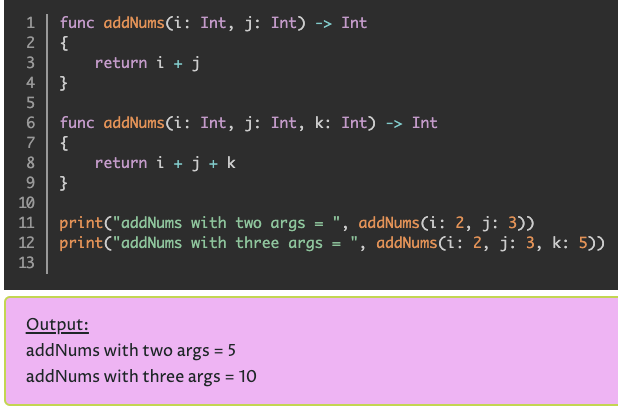 1 func addNums(i: Int, j: Int) -> Int
2 {
3     return i + j
4 }
5
6 func addNums(i: Int, j: Int, k: Int) -> Int
7 {
8     return i + j + k
9 }
10
11 print("addNums with two args = ", addNums(i: 2, j: 3))
12 print("addNums with three args = ", addNums(i: 2, j: 3, k: 5))
13
Output:
addNums with two args = 5
addNums with three args = 10